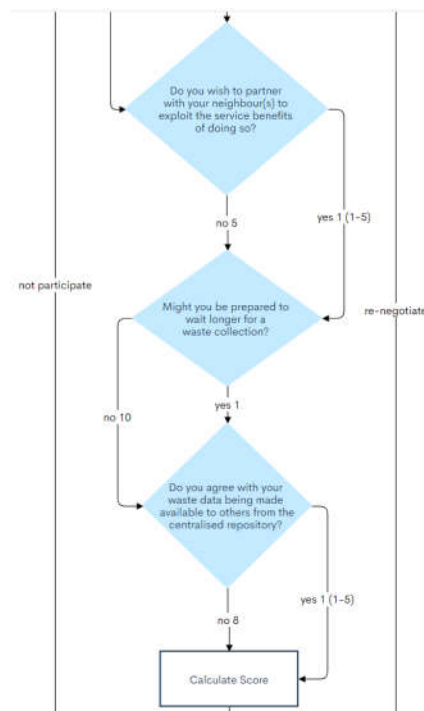 Do you wish to partner
with your neighbour(s) to
exploit the service benefits
of doing so?
no 5
yes 1 (1-5)
not participate
re-negotiate
Might you be prepared to
wait longer for a
waste collection?
no 10
yes 1
Do you agree with your
waste data being made
available to others from the
centralised repository?
no 8
yes 1 (1-5)
Calculate Score